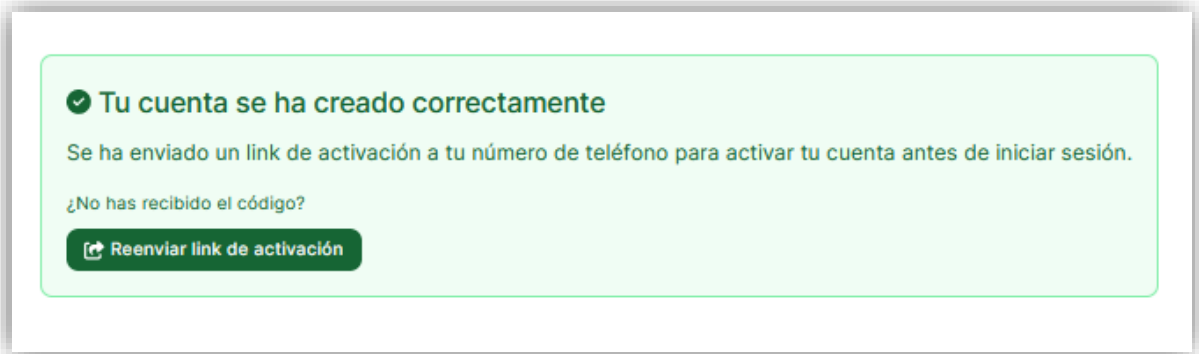 Tu cuenta se ha creado correctamente
Se ha enviado un link de activación a tu número de teléfono para activar tu cuenta antes de iniciar sesión.
¿No has recibido el código?
Reenviar link de activación